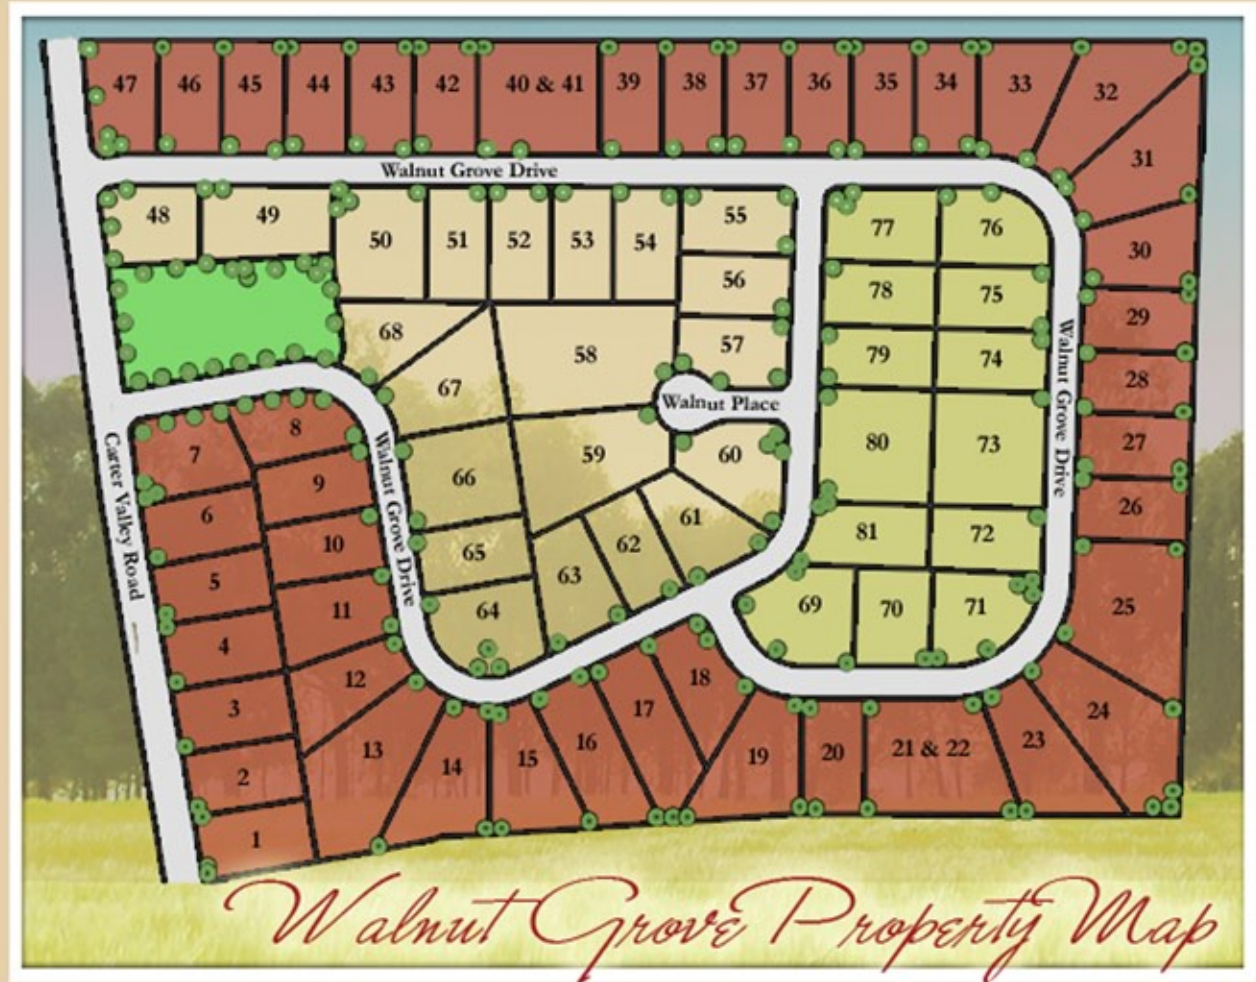 47 46 45 44 43 42 40 & 41 39 38 37 36 35 34 33 32
31
Walnut Grove Drive
48 49 50 51 52 53 54 55 77 76 30
56 78 75
29
68 58 57 79 74
28
67
Walnut Place
Walnut Grove Drive
7 8 59 60 80 73 27
9 66
6 61 26
10 65 62 81 72
Carter Valley Road
Walnut Grove Drive
5 63
11 64 69 70 71 25
4
12 18
3 17 24
13 16 23
2 14 15 19 20 21 & 22
1
Walnut Grove Property Map